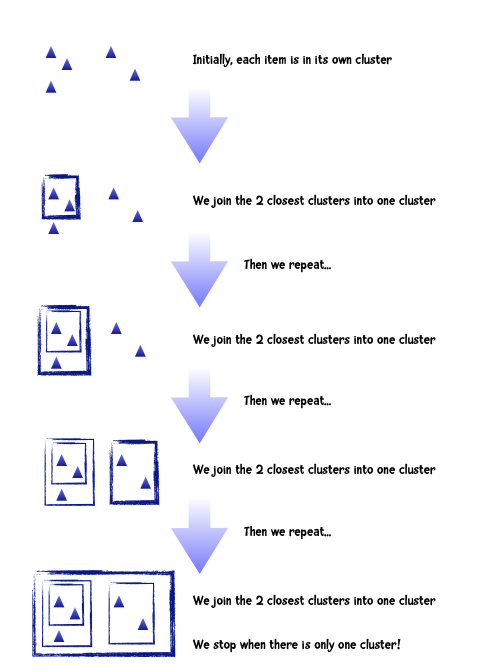 Initially, each item is in its own cluster
We join the 2 closest clusters into one cluster
Then we repeat...
We join the 2 closest clusters into one cluster
Then we repeat...
We join the 2 closest clusters into one cluster
Then we repeat...
We join the 2 closest clusters into one cluster
We stop when there is only one cluster!